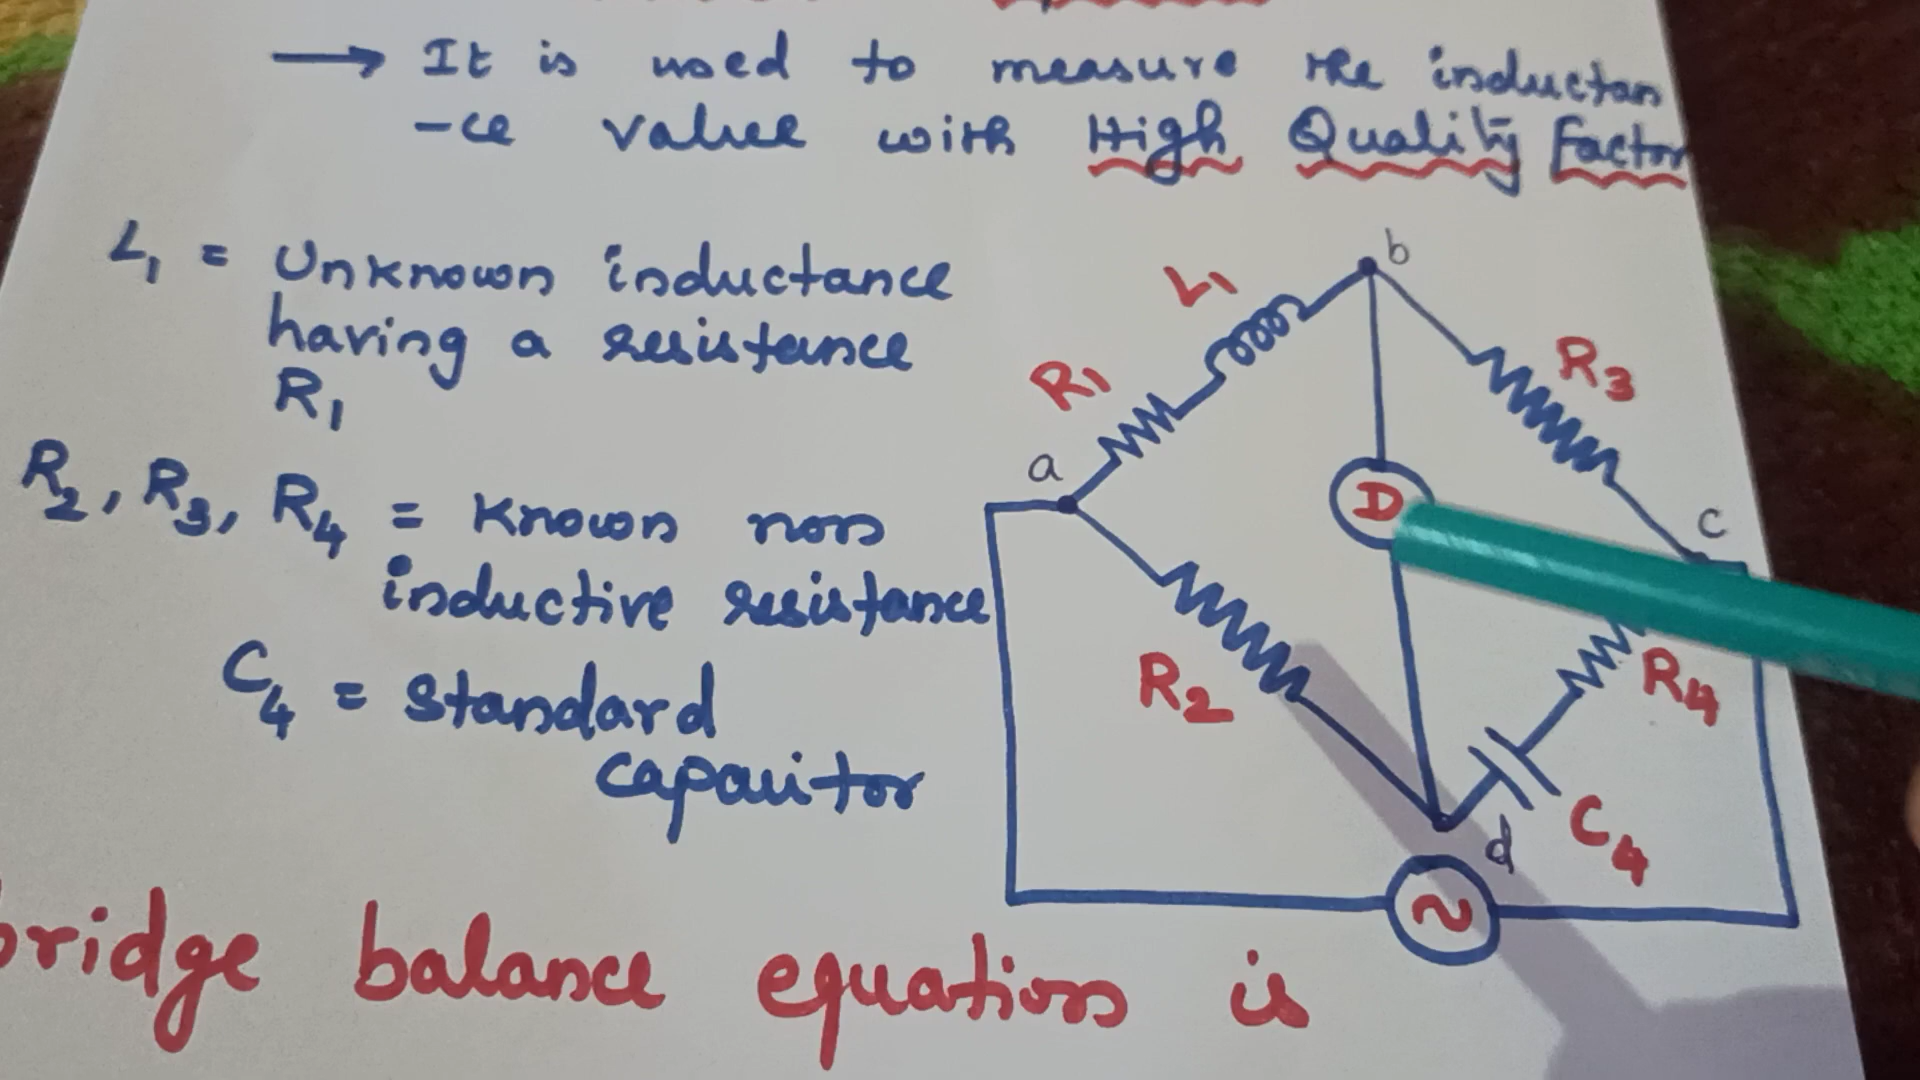 → It is used to measure the inductan
-ce value with High Quality Factor
L1 = Unknown inductance
having a resistance
R1
R2, R3, R4 = Known non
inductive resistance
C4 = Standard
capacitor
b
L1
R1
R3
a
D
c
R2
R4
d
C4
~
bridge balance equation is